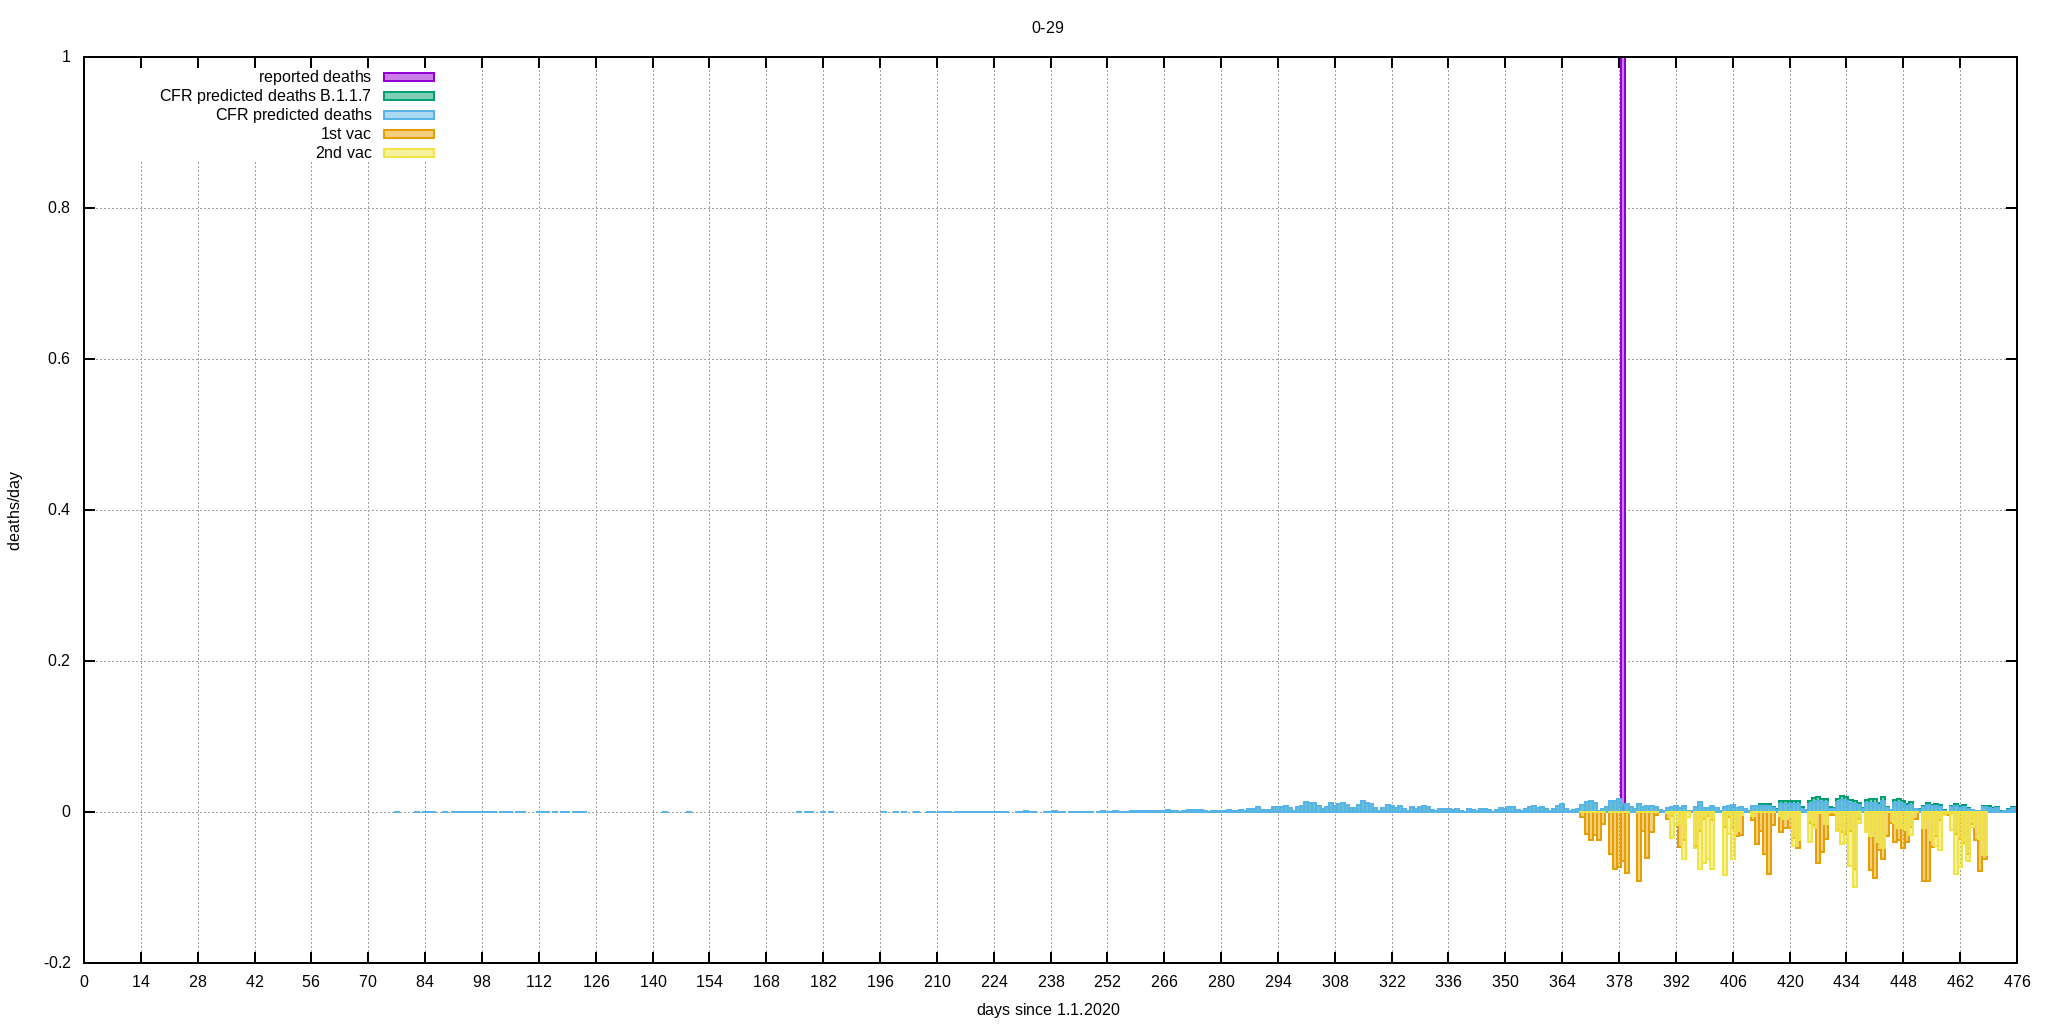 0-29
reported deaths
CFR predicted deaths B.1.1.7
CFR predicted deaths
1st vac
2nd vac
1
0.8
0.6
0.4
0.2
0
-0.2
deaths/day
0 14 28 42 56 70 84 98 112 126 140 154 168 182 196 210 224 238 252 266 280 294 308 322 336 350 364 378 392 406 420 434 448 462 476
days since 1.1.2020